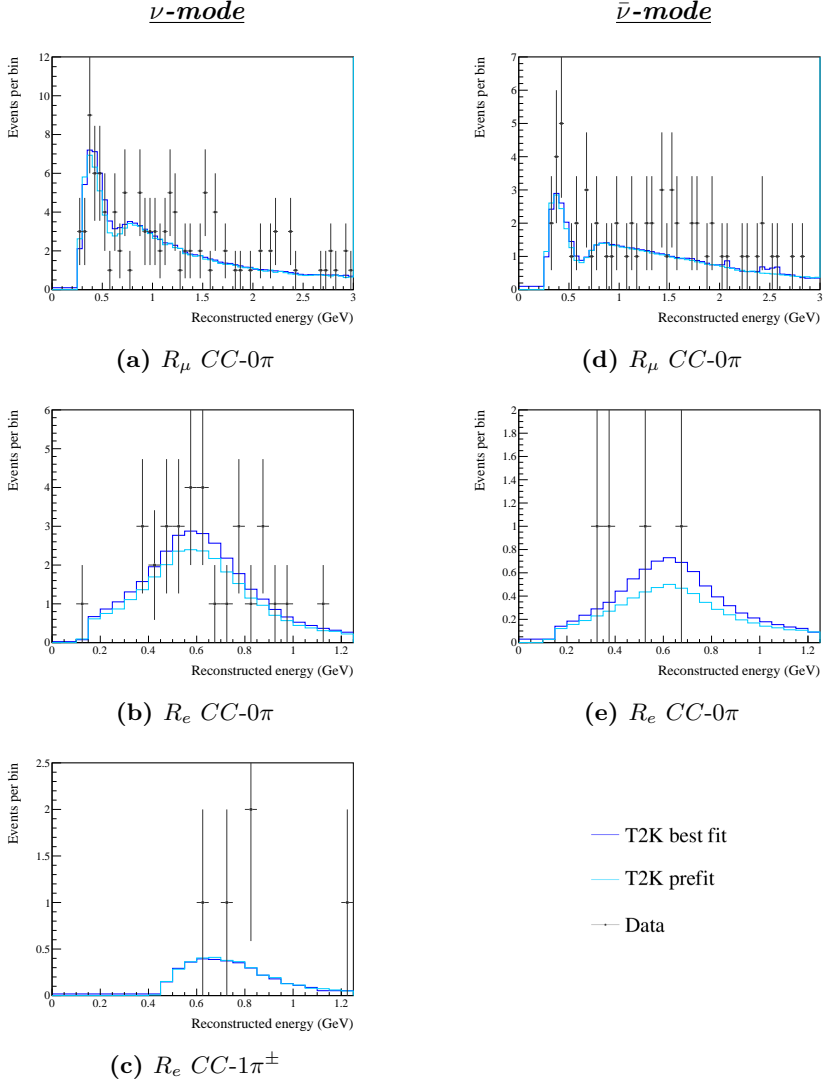 ν-mode
ν̄-mode
Events per bin
12
10
8
6
4
2
0
0 0.5 1 1.5 2 2.5 3
Reconstructed energy (GeV)
(a) Rμ CC-0π
Events per bin
7
6
5
4
3
2
1
0
0 0.5 1 1.5 2 2.5 3
Reconstructed energy (GeV)
(d) Rμ CC-0π
Events per bin
6
5
4
3
2
1
0
0 0.2 0.4 0.6 0.8 1 1.2
Reconstructed energy (GeV)
(b) Re CC-0π
Events per bin
2
1.8
1.6
1.4
1.2
1
0.8
0.6
0.4
0.2
0
0 0.2 0.4 0.6 0.8 1 1.2
Reconstructed energy (GeV)
(e) Re CC-0π
Events per bin
2.5
2
1.5
1
0.5
0
0 0.2 0.4 0.6 0.8 1 1.2
Reconstructed energy (GeV)
(c) Re CC-1π±
T2K best fit
T2K prefit
Data